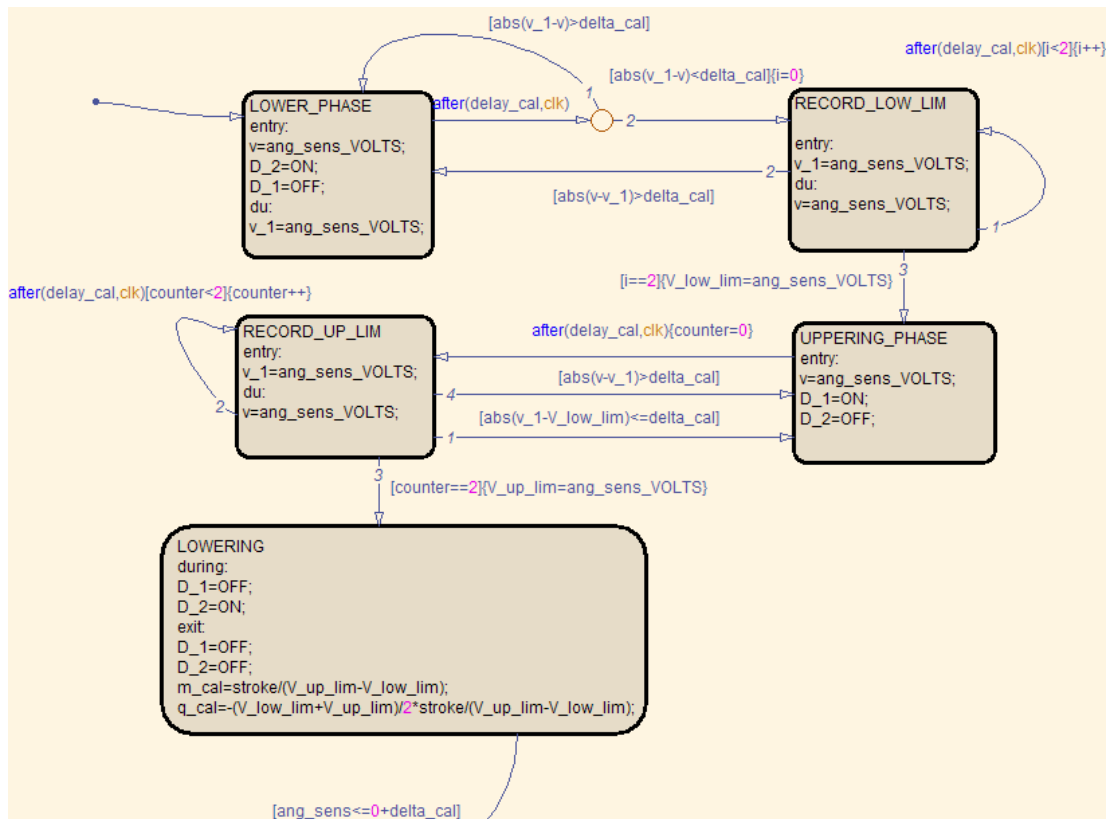 [abs(v_1-v)>delta_cal]
after(delay_cal,clk)[i<2]{i++}
[abs(v_1-v)<delta_cal]{i=0}
1
LOWER_PHASE
entry:
v=ang_sens_VOLTS;
D_2=ON;
D_1=OFF;
du:
v_1=ang_sens_VOLTS;
after(delay_cal,clk)
2
RECORD_LOW_LIM
entry:
v_1=ang_sens_VOLTS;
du:
v=ang_sens_VOLTS;
2
[abs(v-v_1)>delta_cal]
1
3
[i==2]{V_low_lim=ang_sens_VOLTS}
after(delay_cal,clk)[counter<2]{counter++}
RECORD_UP_LIM
entry:
v_1=ang_sens_VOLTS;
du:
v=ang_sens_VOLTS;
2
after(delay_cal,clk){counter=0}
[abs(v-v_1)>delta_cal]
4
[abs(v_1-V_low_lim)<=delta_cal]
1
UPPERING_PHASE
entry:
v=ang_sens_VOLTS;
D_1=ON;
D_2=OFF;
3
[counter==2]{V_up_lim=ang_sens_VOLTS}
LOWERING
during:
D_1=OFF;
D_2=ON;
exit:
D_1=OFF;
D_2=OFF;
m_cal=stroke/(V_up_lim-V_low_lim);
q_cal=-(V_low_lim+V_up_lim)/2*stroke/(V_up_lim-V_low_lim);
[ang_sens<=0+delta_cal]